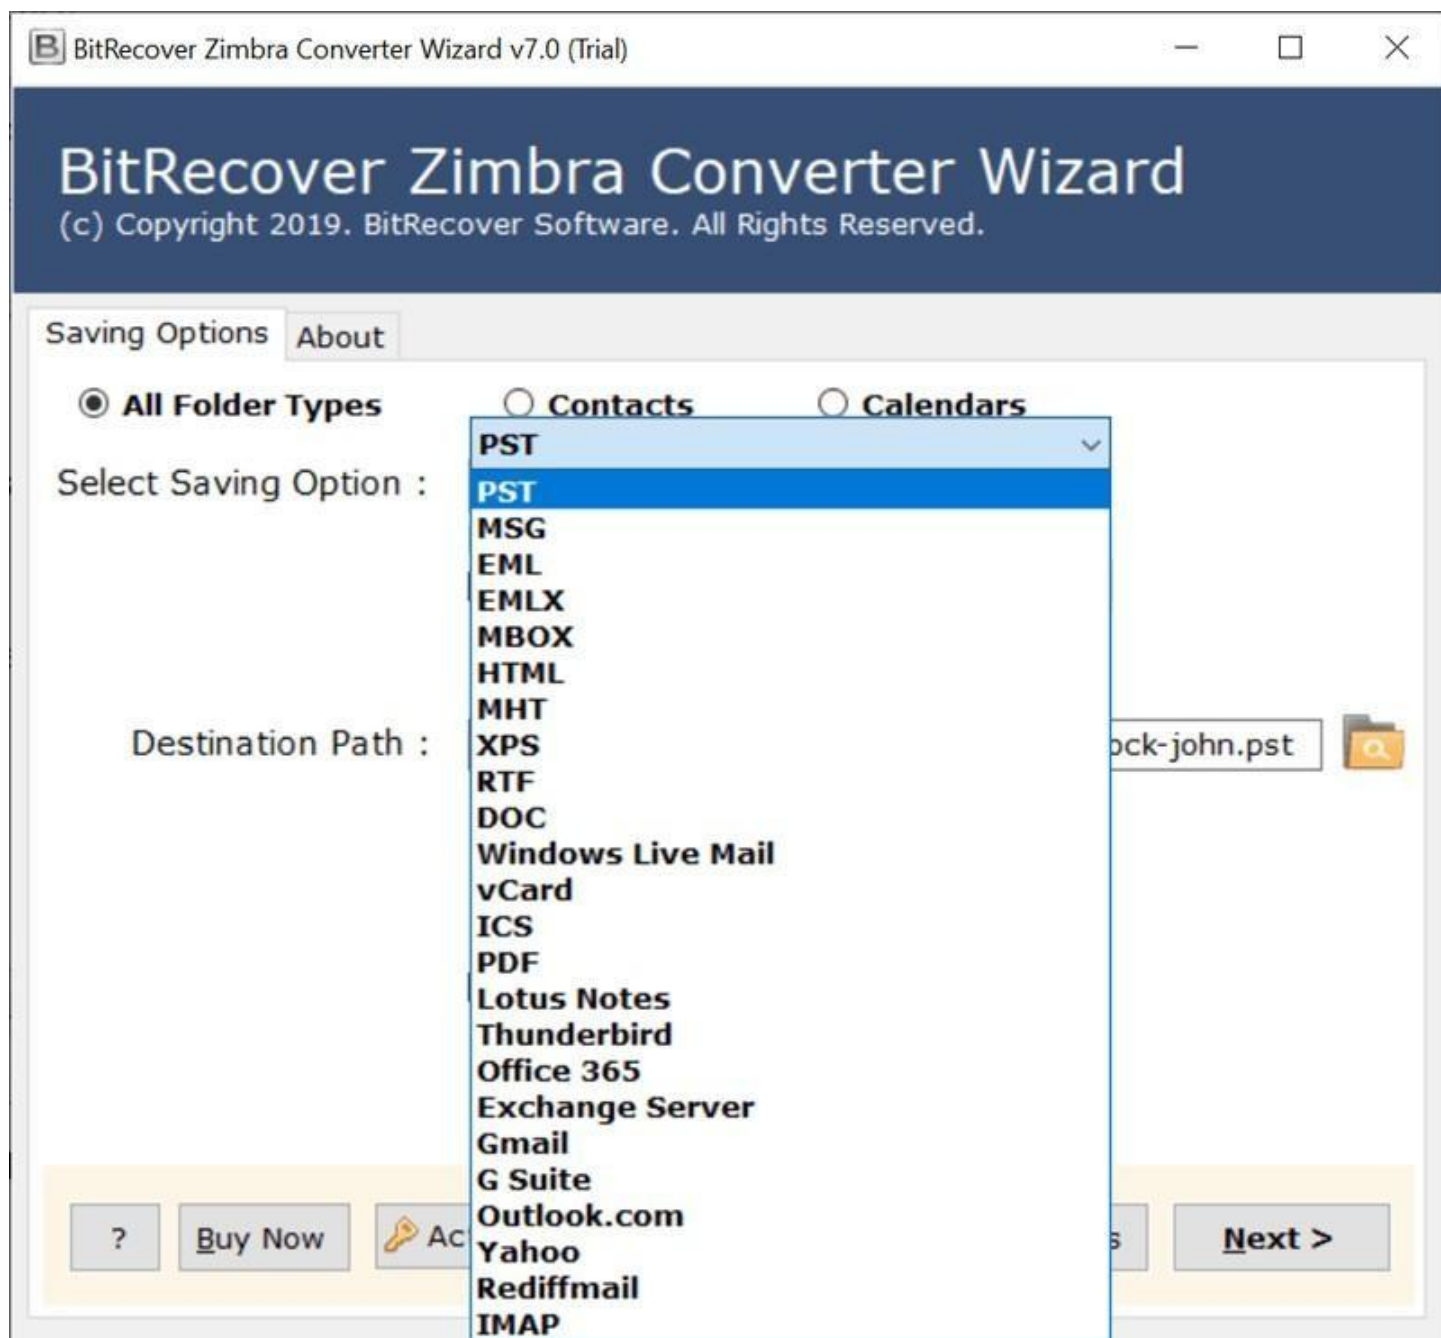 BitRecover Zimbra Converter Wizard v7.0 (Trial)
BitRecover Zimbra Converter Wizard
(c) Copyright 2019. BitRecover Software. All Rights Reserved.
Saving Options About
All Folder Types Contacts Calendars
PST
Select Saving Option :
PST
MSG
EML
EMLX
MBOX
HTML
MHT
Destination Path : XPS ock-john.pst
RTF
DOC
Windows Live Mail
vCard
ICS
PDF
Lotus Notes
Thunderbird
Office 365
Exchange Server
Gmail
G Suite
Outlook.com
? Buy Now Next >
Yahoo
Rediffmail
IMAP